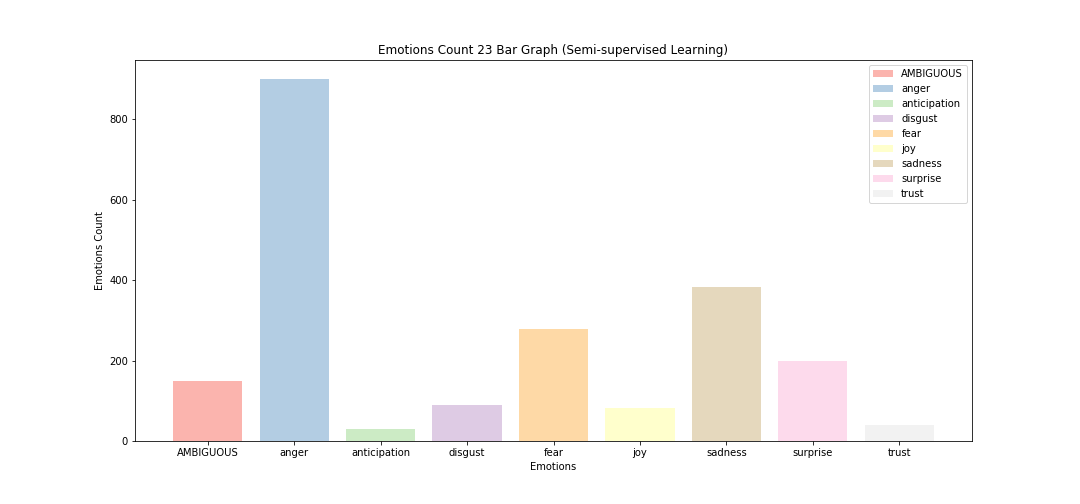 Emotions Count 23 Bar Graph (Semi-supervised Learning)
AMBIGUOUS
anger
anticipation
disgust
fear
joy
sadness
surprise
trust
800
600
400
200
0
Emotions Count
AMBIGUOUS anger anticipation disgust fear joy sadness surprise trust
Emotions